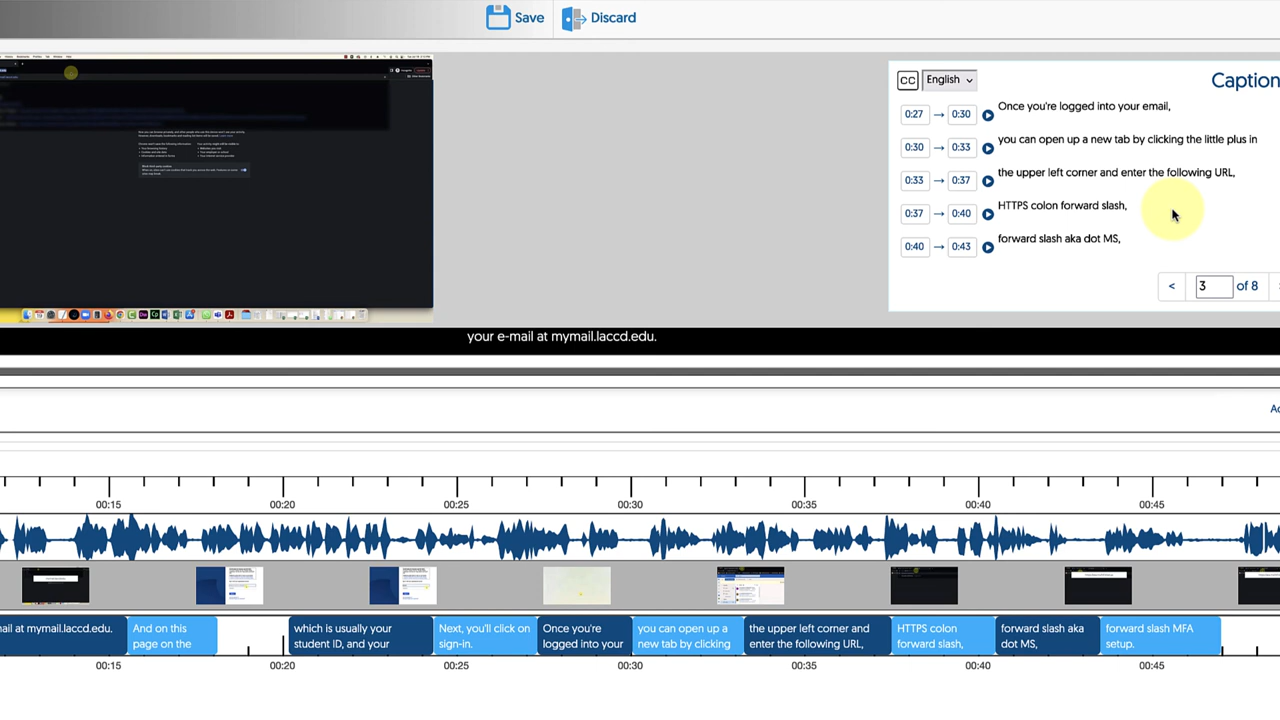 Save
Discard
CC
English
Caption
0:27 → 0:30
Once you're logged into your email,
0:30 → 0:33
you can open up a new tab by clicking the little plus in
0:33 → 0:37
the upper left corner and enter the following URL,
0:37 → 0:40
HTTPS colon forward slash,
0:40 → 0:43
forward slash aka dot MS,
< 3 of 8
your e-mail at mymail.laccd.edu.
00:15 00:20 00:25 00:30 00:35 00:40 00:45
ail at mymail.laccd.edu.
And on this
page on the
which is usually your
student ID, and your
Next, you'll click on
sign-in.
Once you're
logged into your
you can open up a
new tab by clicking
the upper left corner and
enter the following URL,
HTTPS colon
forward slash,
forward slash aka
dot MS,
forward slash MFA
setup.
00:15 00:20 00:25 00:30 00:35 00:40 00:45